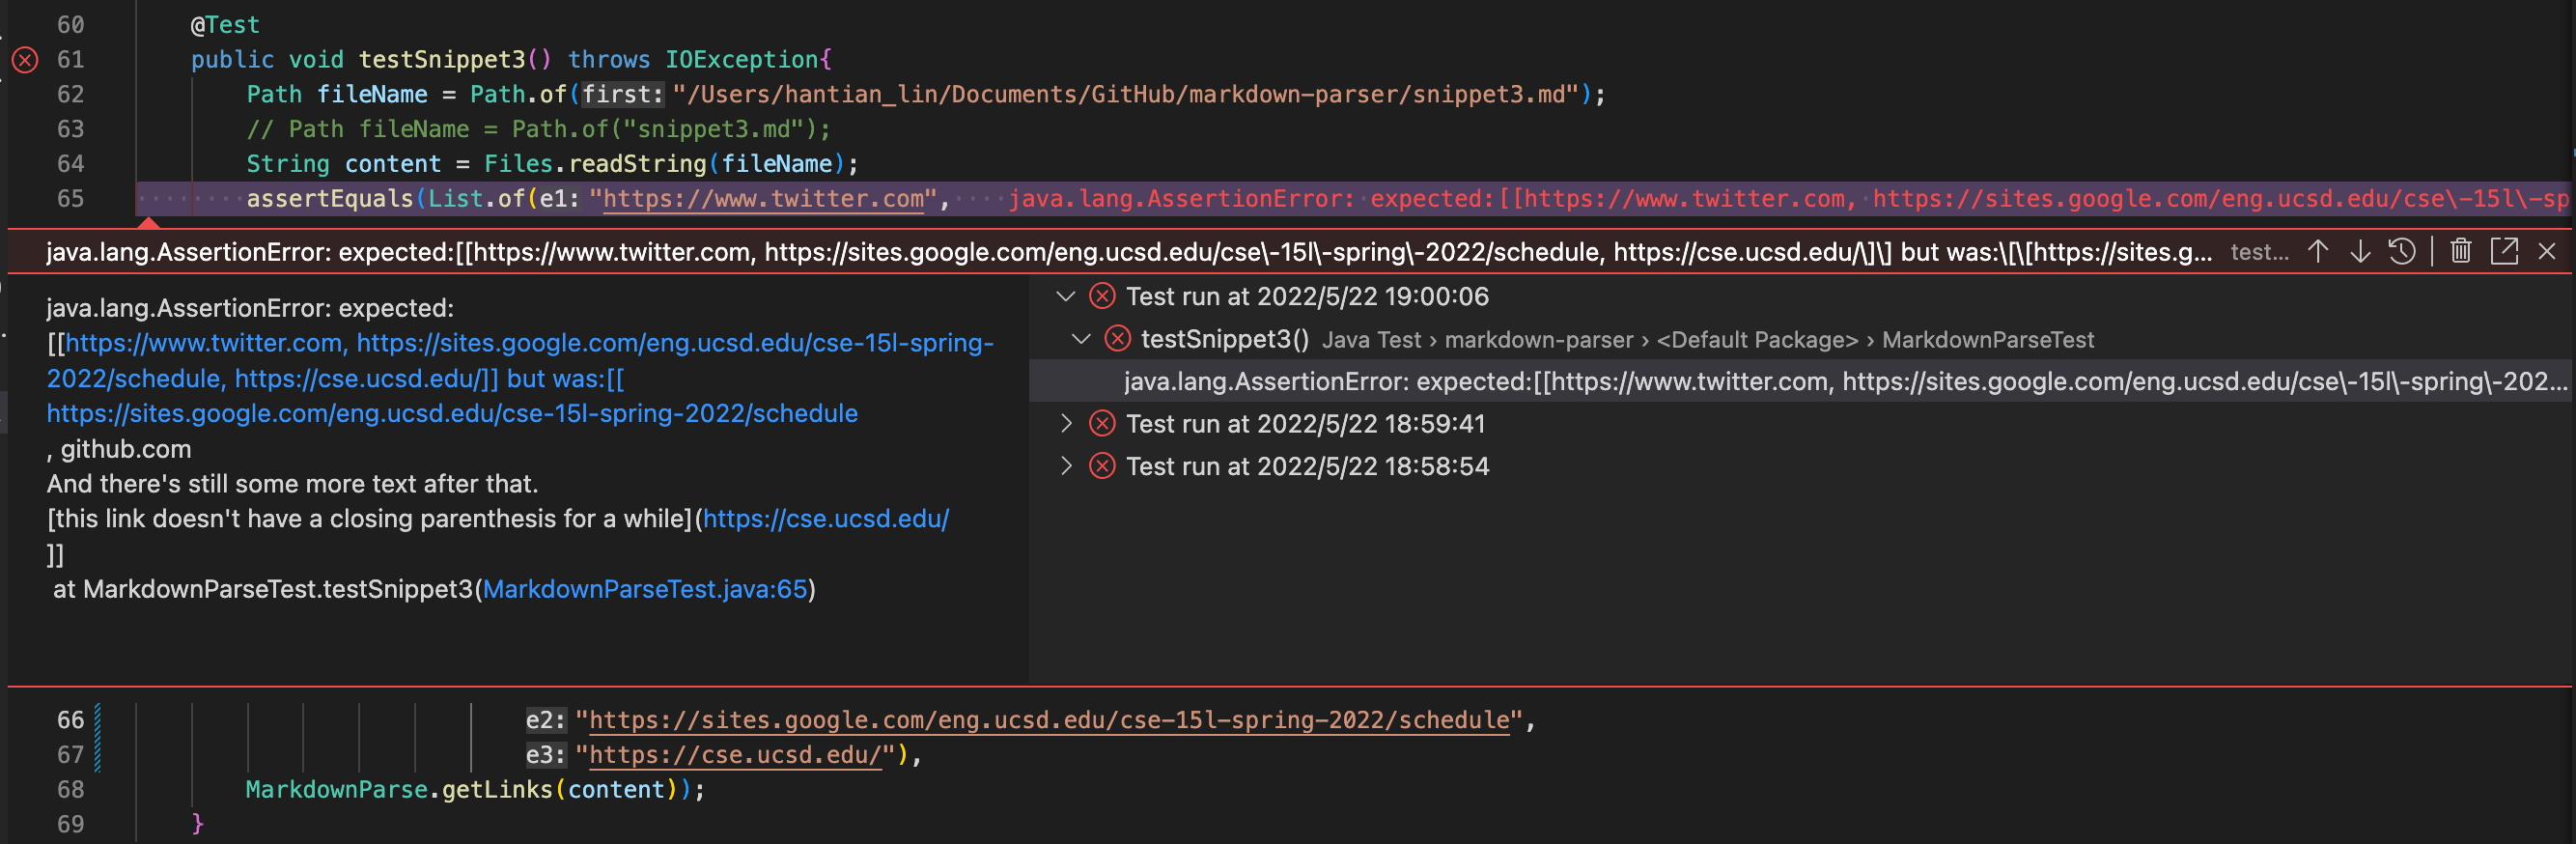 60 @Test
61 public void testSnippet3() throws IOException{
62 Path fileName = Path.of(first: "/Users/hantian_lin/Documents/GitHub/markdown-parser/snippet3.md");
63 // Path fileName = Path.of("snippet3.md");
64 String content = Files.readString(fileName);
65 assertEquals(List.of(e1: "https://www.twitter.com", java.lang.AssertionError: expected:[[https://www.twitter.com, https://sites.google.com/eng.ucsd.edu/cse\-15l\-sp
java.lang.AssertionError: expected:[[https://www.twitter.com, https://sites.google.com/eng.ucsd.edu/cse\-15l\-spring\-2022/schedule, https://cse.ucsd.edu/\]\] but was:\[\[https://sites.g... test...
java.lang.AssertionError: expected:
[[https://www.twitter.com, https://sites.google.com/eng.ucsd.edu/cse-15l-spring-
2022/schedule, https://cse.ucsd.edu/]] but was:[[
https://sites.google.com/eng.ucsd.edu/cse-15l-spring-2022/schedule
, github.com
And there's still some more text after that.
[this link doesn't have a closing parenthesis for a while](https://cse.ucsd.edu/
]]
at MarkdownParseTest.testSnippet3(MarkdownParseTest.java:65)
Test run at 2022/5/22 19:00:06
testSnippet3() Java Test › markdown-parser › <Default Package> › MarkdownParseTest
java.lang.AssertionError: expected:[[https://www.twitter.com, https://sites.google.com/eng.ucsd.edu/cse\-15l\-spring\-202...
Test run at 2022/5/22 18:59:41
Test run at 2022/5/22 18:58:54
66 e2: "https://sites.google.com/eng.ucsd.edu/cse-15l-spring-2022/schedule",
67 e3: "https://cse.ucsd.edu/"),
68 MarkdownParse.getLinks(content));
69 }